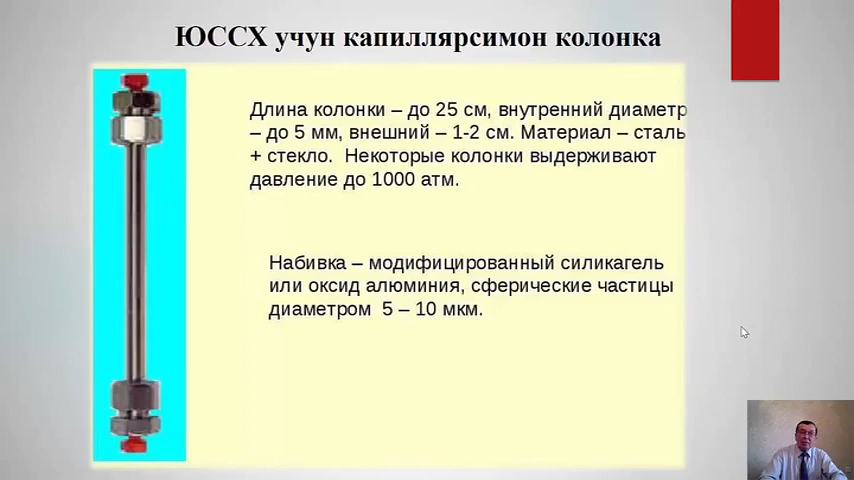 ЮССХ учун капиллярсимон колонка
Длина колонки – до 25 см, внутренний диаметр
– до 5 мм, внешний – 1-2 см. Материал – сталь
+ стекло. Некоторые колонки выдерживают
давление до 1000 атм.
Набивка – модифицированный силикагель
или оксид алюминия, сферические частицы
диаметром 5 – 10 мкм.